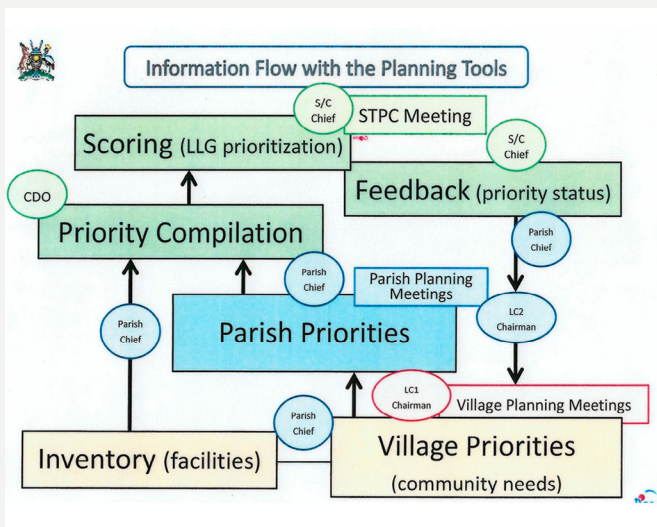 Information Flow with the Planning Tools
S/C
Chief
STPC Meeting
Scoring (LLG prioritization)
S/C
Chief
Feedback (priority status)
CDO
Priority Compilation
Parish
Chief
Parish
Chief
Parish Planning
Meetings
Parish
Chief
Parish Priorities
LC2
Chairman
LC1
Chairman
Village Planning Meetings
Parish
Chief
Village Priorities
(community needs)
Inventory (facilities)